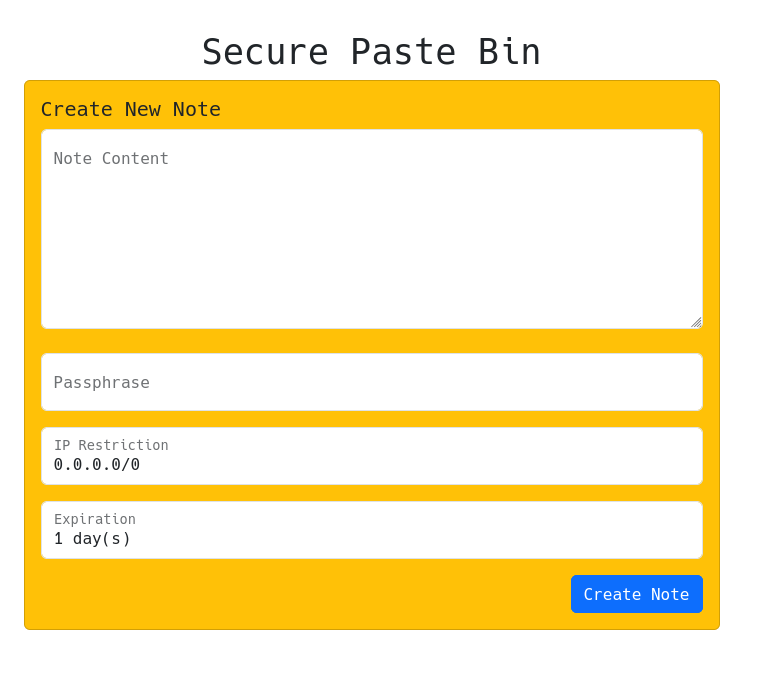 Secure Paste Bin
Create New Note
Note Content
Passphrase
IP Restriction
0.0.0.0/0
Expiration
1 day(s)
Create Note